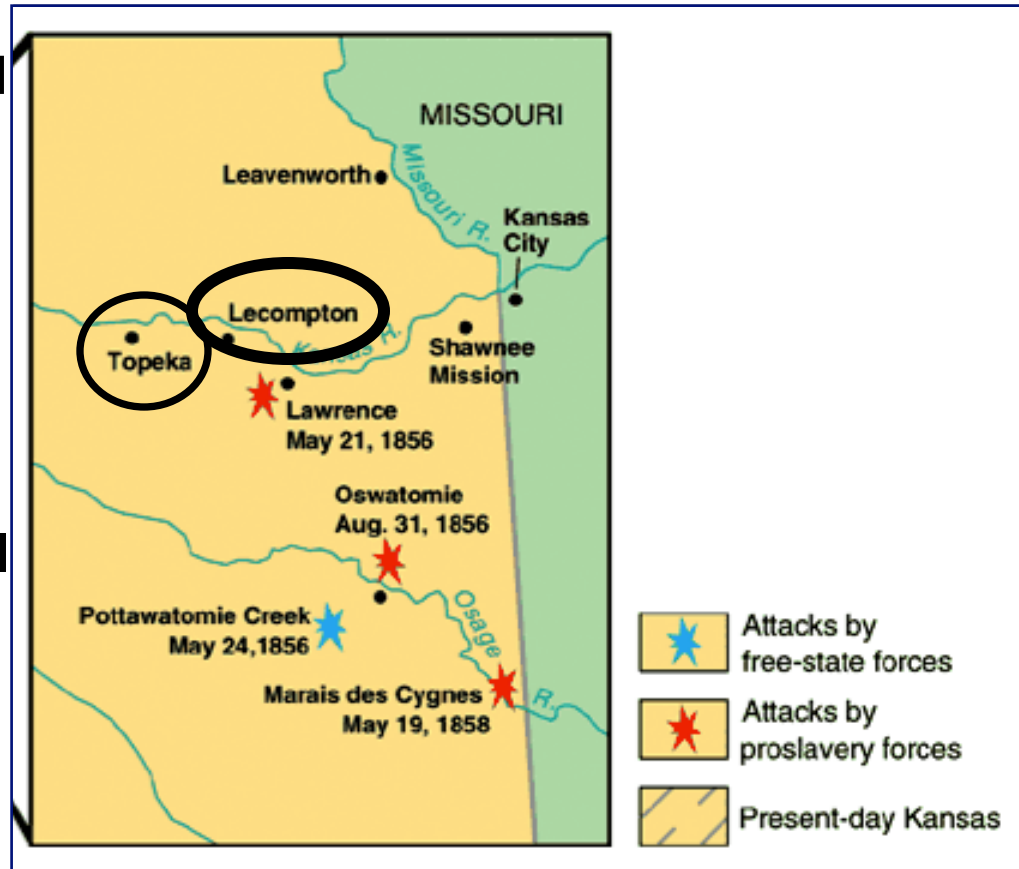 MISSOURI
Leavenworth
Missouri R.
Kansas
City
Lecompton
Kansas R.
Topeka
Shawnee
Mission
Lawrence
May 21, 1856
Oswatomie
Aug. 31, 1856
Pottawatomie Creek
May 24,1856
Osage
R.
Marais des Cygnes
May 19, 1858
Attacks by
free-state forces
Attacks by
proslavery forces
Present-day Kansas